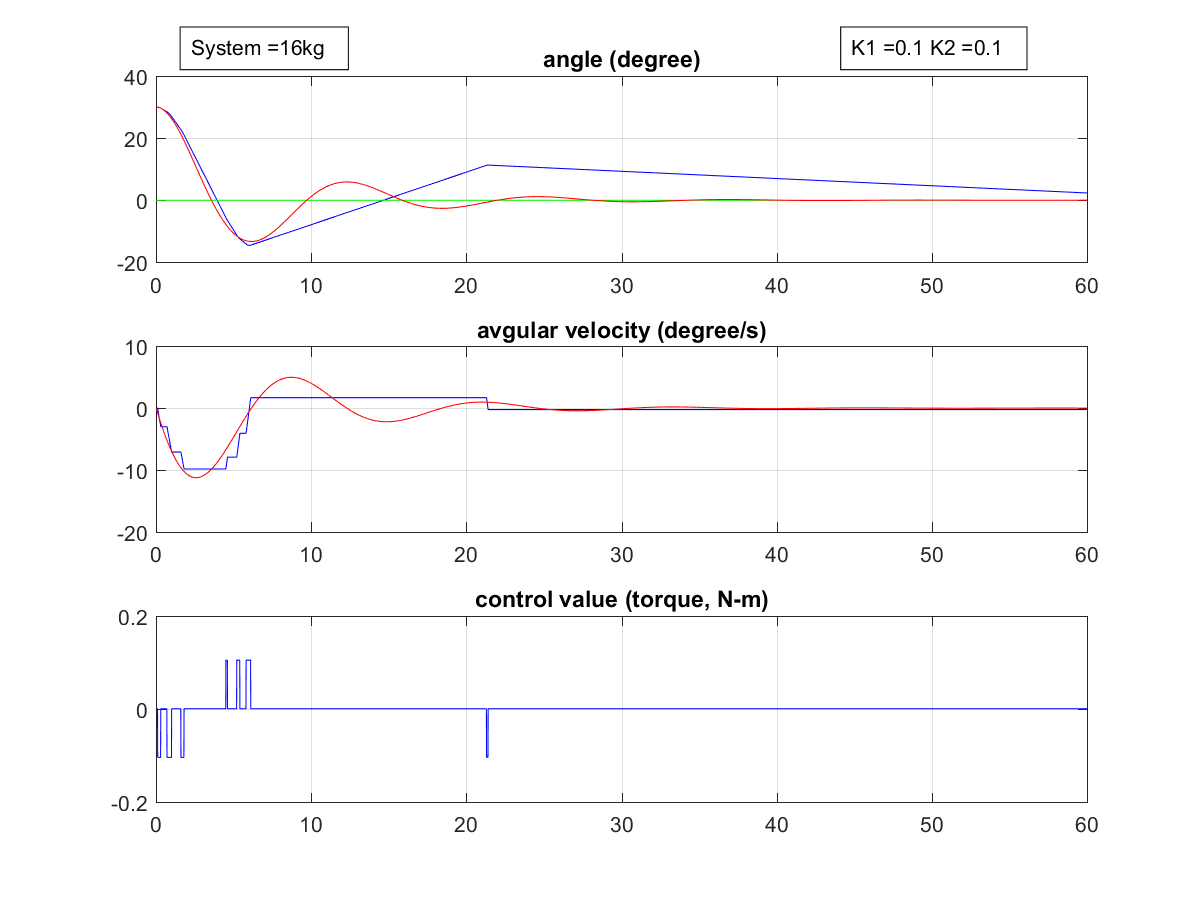 System =16kg
K1 =0.1 K2 =0.1
angle (degree)
40
20
0
-20
0 10 20 30 40 50 60
avgular velocity (degree/s)
10
0
-10
-20
0 10 20 30 40 50 60
control value (torque, N-m)
0.2
0
-0.2
0 10 20 30 40 50 60